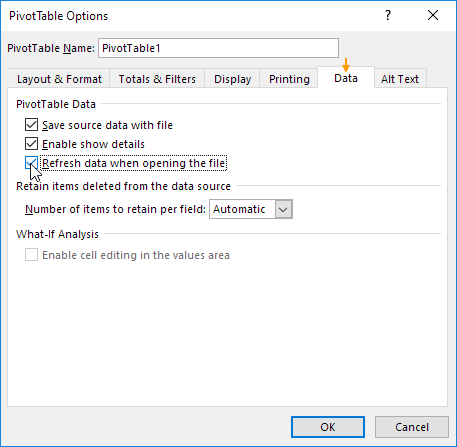 PivotTable Options ?
PivotTable Name: PivotTable1
Layout & Format Totals & Filters Display Printing Data Alt Text
PivotTable Data
Save source data with file
Enable show details
Refresh data when opening the file
Retain items deleted from the data source
Number of items to retain per field: Automatic
What-If Analysis
Enable cell editing in the values area
OK Cancel